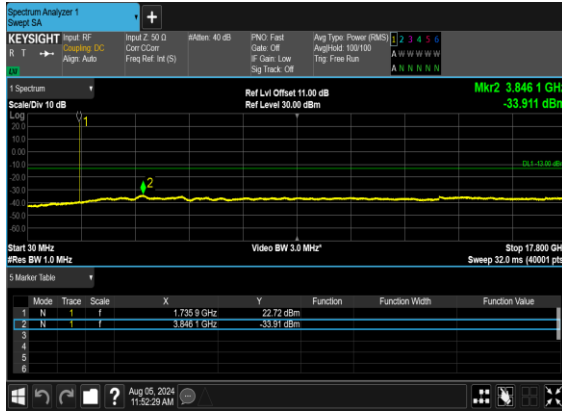 Spectrum Analyzer 1
Swept SA
+
KEYSIGHT Input: RF Input Z: 50 Ω #Atten: 40 dB PNO: Fast Avg Type: Power (RMS) 1 2 3 4 5 6
R T Coupling: DC Corr CCorr Gate: Off Avg|Hold: 100/100 A W W W W W
Align: Auto Freq Ref: Int (S) IF Gain: Low Trig: Free Run
LU Sig Track: Off A N N N N N
1 Spectrum Ref Lvl Offset 11.00 dB Mkr2 3.846 1 GHz
Scale/Div 10 dB Ref Level 30.00 dBm -33.911 dBm
Log
1
20.0
10.0
0.00
-10.0 DL1 -13.00 dBm
-20.0
2
-30.0
-40.0
-50.0
-60.0
Start 30 MHz Video BW 3.0 MHz* Stop 17.800 GHz
#Res BW 1.0 MHz Sweep 32.0 ms (40001 pts)
5 Marker Table
Mode Trace Scale X Y Function Function Width Function Value
1 N 1 f 1.735 9 GHz 22.72 dBm
2 N 1 f 3.846 1 GHz -33.91 dBm
3
4
5
6
? Aug 05, 2024
11:52:29 AM